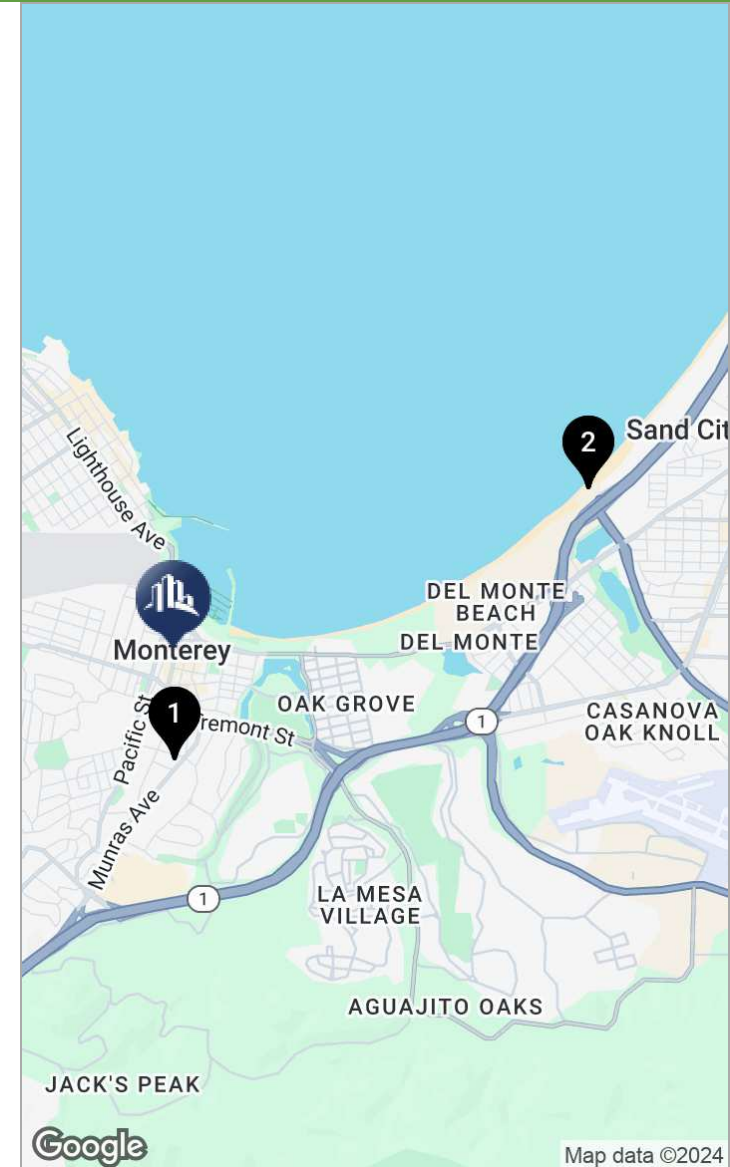 Sand Cit
2
Lighthouse Ave
DEL MONTE
BEACH
Monterey
DEL MONTE
1
OAK GROVE
Pacific St
remont St
1
CASANOVA
OAK KNOLL
Munras Ave
1
LA MESA
VILLAGE
AGUAJITO OAKS
JACK'S PEAK
Google
Map data ©2024